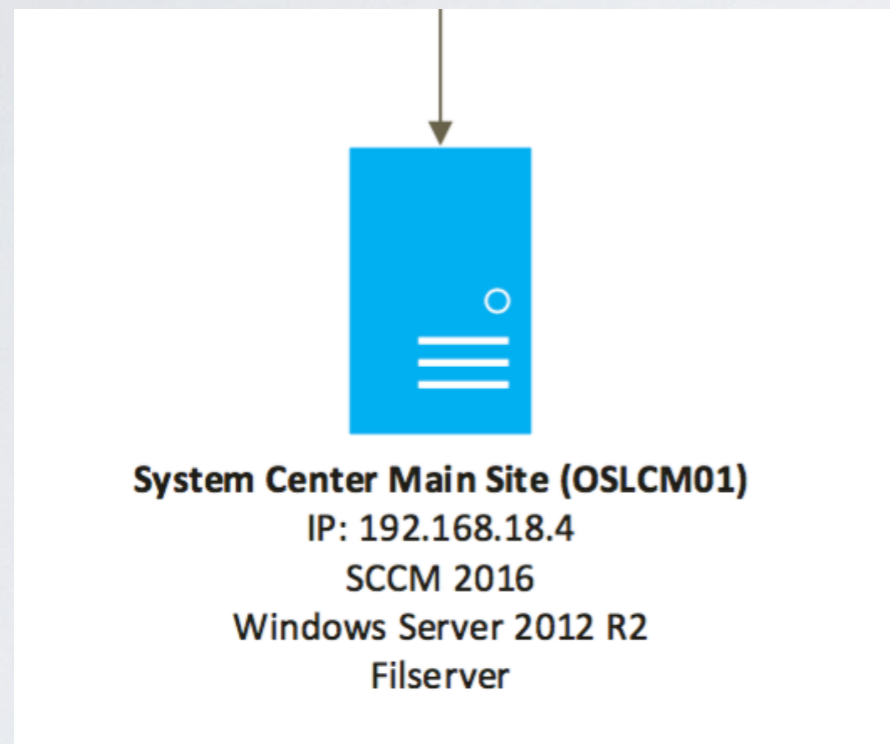 System Center Main Site (OSLCM01)
IP: 192.168.18.4
SCCM 2016
Windows Server 2012 R2
Filserver